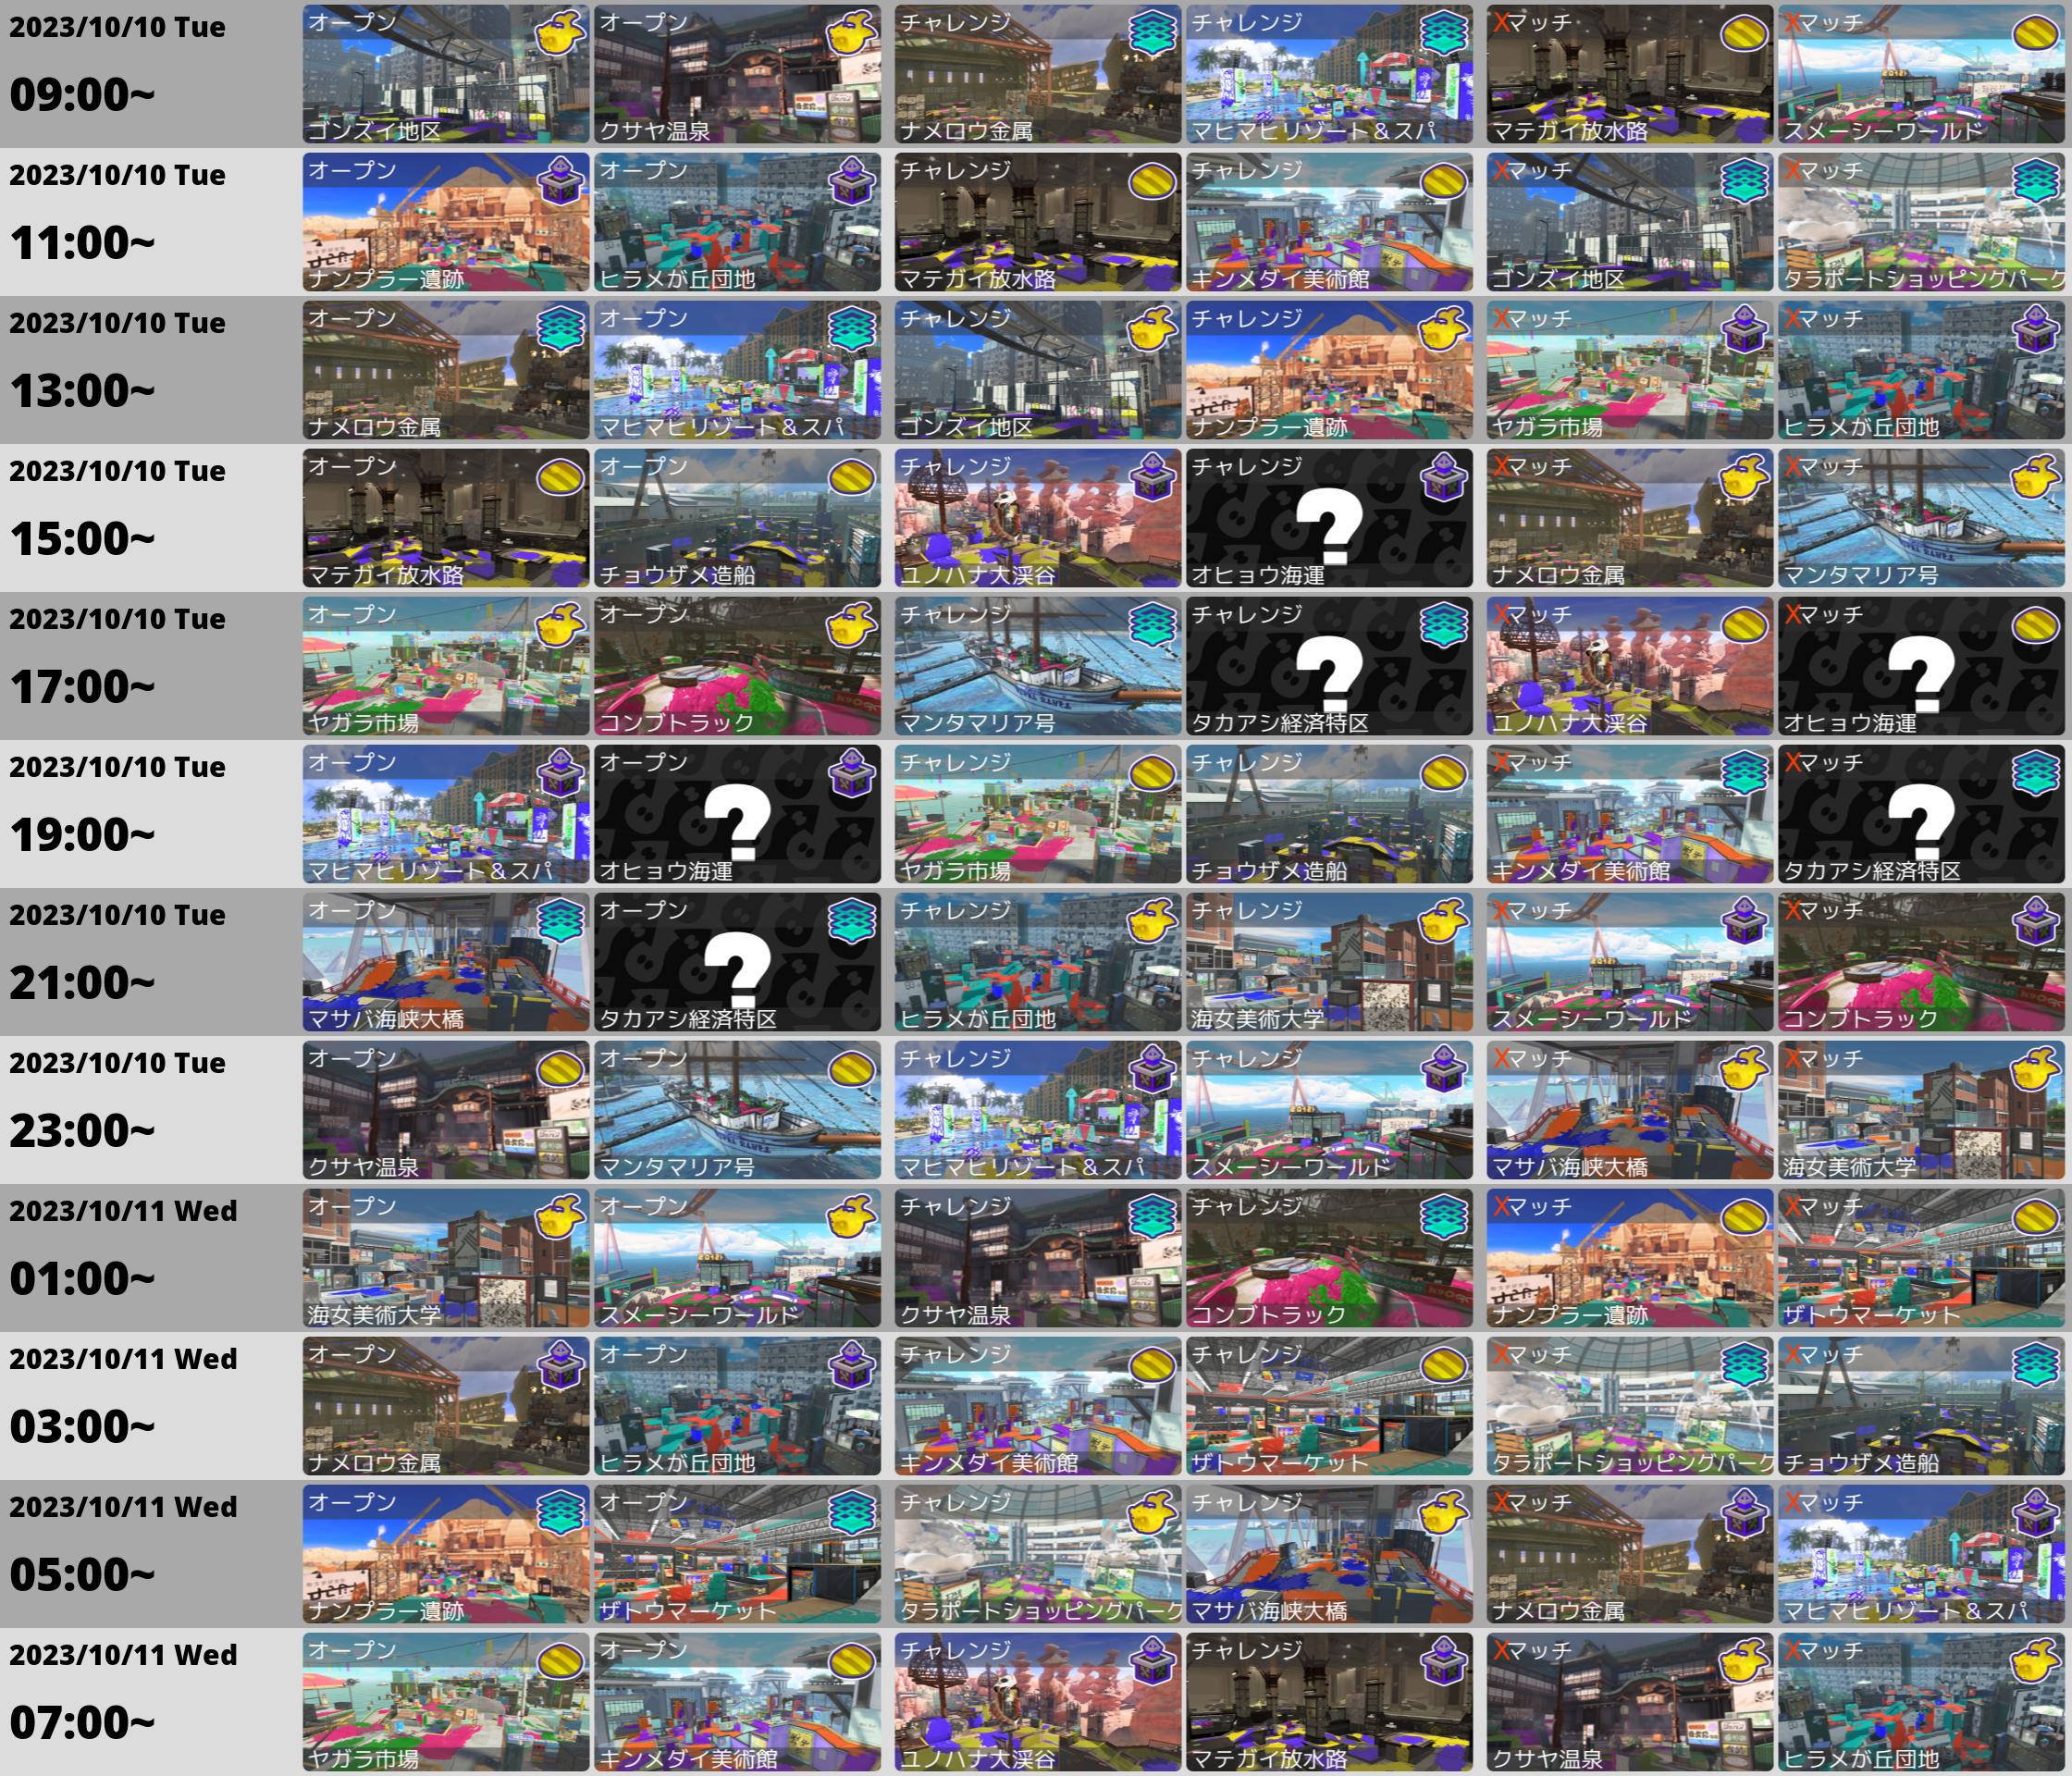 2023/10/10 Tue
09:00~
オープン オープン チャレンジ チャレンジ Xマッチ Xマッチ
ゴンズイ地区 クサヤ温泉 ナメロウ金属 マヒマヒリゾート＆スパ マテガイ放水路 スメーシーワールド
2023/10/10 Tue
11:00~
オープン オープン チャレンジ チャレンジ Xマッチ Xマッチ
ナンプラー遺跡 ヒラメが丘団地 マテガイ放水路 キンメダイ美術館 ゴンズイ地区 タラポートショッピングパーク
2023/10/10 Tue
13:00~
オープン オープン チャレンジ チャレンジ Xマッチ Xマッチ
ナメロウ金属 マヒマヒリゾート＆スパ ゴンズイ地区 ナンプラー遺跡 ヤガラ市場 ヒラメが丘団地
2023/10/10 Tue
15:00~
オープン オープン チャレンジ チャレンジ Xマッチ Xマッチ
?
マテガイ放水路 チョウザメ造船 ユノハナ大渓谷 オヒョウ海運 ナメロウ金属 マンタマリア号
2023/10/10 Tue
17:00~
オープン オープン チャレンジ チャレンジ Xマッチ Xマッチ
? ?
ヤガラ市場 コンブトラック マンタマリア号 タカアシ経済特区 ユノハナ大渓谷 オヒョウ海運
2023/10/10 Tue
19:00~
オープン オープン チャレンジ チャレンジ Xマッチ Xマッチ
? ?
マヒマヒリゾート＆スパ オヒョウ海運 ヤガラ市場 チョウザメ造船 キンメダイ美術館 タカアシ経済特区
2023/10/10 Tue
21:00~
オープン オープン チャレンジ チャレンジ Xマッチ Xマッチ
?
マサバ海峡大橋 タカアシ経済特区 ヒラメが丘団地 海女美術大学 スメーシーワールド コンブトラック
2023/10/10 Tue
23:00~
オープン オープン チャレンジ チャレンジ Xマッチ Xマッチ
クサヤ温泉 マンタマリア号 マヒマヒリゾート＆スパ スメーシーワールド マサバ海峡大橋 海女美術大学
2023/10/11 Wed
01:00~
オープン オープン チャレンジ チャレンジ Xマッチ Xマッチ
海女美術大学 スメーシーワールド クサヤ温泉 コンブトラック ナンプラー遺跡 ザトウマーケット
2023/10/11 Wed
03:00~
オープン オープン チャレンジ チャレンジ Xマッチ Xマッチ
ナメロウ金属 ヒラメが丘団地 キンメダイ美術館 ザトウマーケット タラポートショッピングパーク チョウザメ造船
2023/10/11 Wed
05:00~
オープン オープン チャレンジ チャレンジ Xマッチ Xマッチ
ナンプラー遺跡 ザトウマーケット タラポートショッピングパーク マサバ海峡大橋 ナメロウ金属 マヒマヒリゾート＆スパ
2023/10/11 Wed
07:00~
オープン オープン チャレンジ チャレンジ Xマッチ Xマッチ
ヤガラ市場 キンメダイ美術館 ユノハナ大渓谷 マテガイ放水路 クサヤ温泉 ヒラメが丘団地